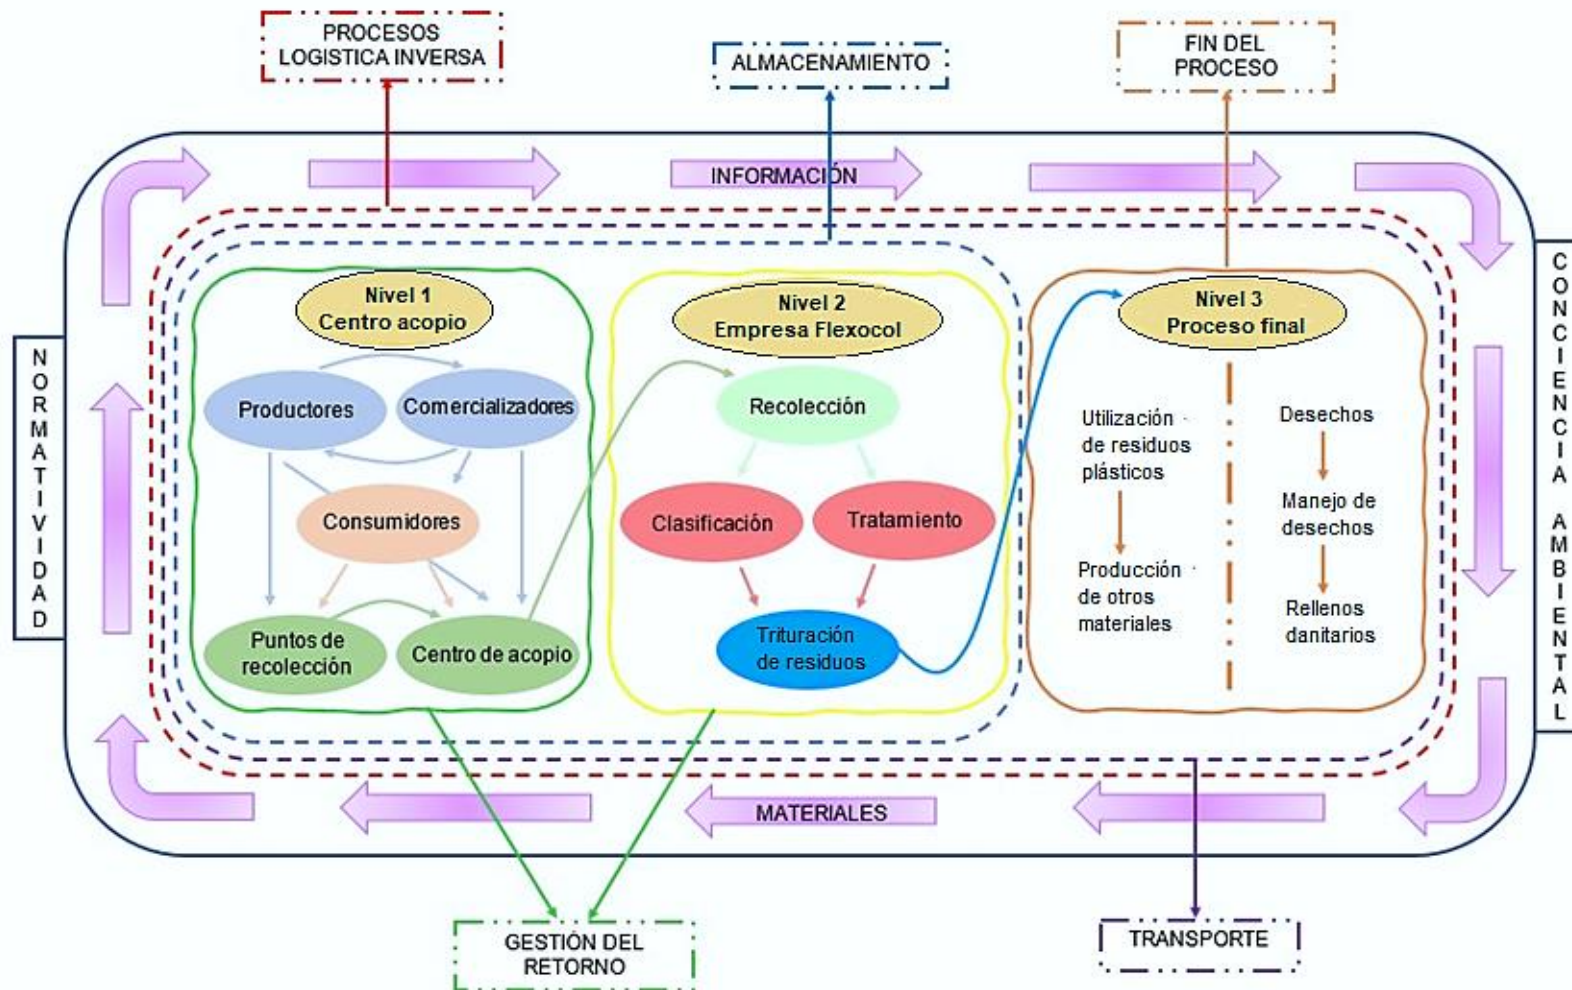 PROCESOS
LOGISTICA INVERSA
ALMACENAMIENTO
FIN DEL
PROCESO
INFORMACIÓN
NORMATIVIDAD
CONCIENCIA AMBIENTAL
Nivel 1
Centro acopio
Productores
Comercializadores
Consumidores
Puntos de
recolección
Centro de acopio
Nivel 2
Empresa Flexocol
Recolección
Clasificación
Tratamiento
Trituración
de residuos
Nivel 3
Proceso final
Utilización
de residuos
plásticos
Producción
de otros
materiales
Desechos
Manejo de
desechos
Rellenos
danitarios
MATERIALES
GESTIÓN DEL
RETORNO
TRANSPORTE